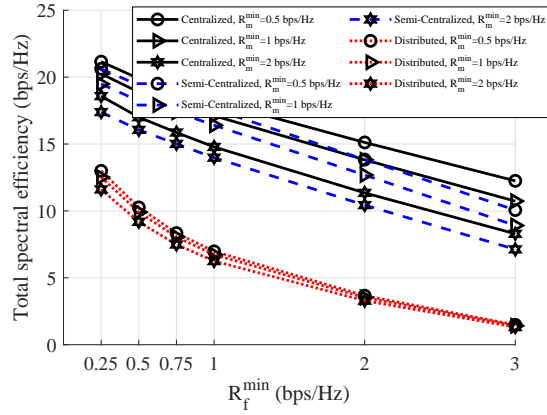 25
20
15
10
5
0
Total spectral efficiency (bps/Hz)
Centralized, R_m^min=0.5 bps/Hz
Centralized, R_m^min=1 bps/Hz
Centralized, R_m^min=2 bps/Hz
Semi-Centralized, R_m^min=0.5 bps/Hz
Semi-Centralized, R_m^min=1 bps/Hz
Semi-Centralized, R_m^min=2 bps/Hz
Distributed, R_m^min=0.5 bps/Hz
Distributed, R_m^min=1 bps/Hz
Distributed, R_m^min=2 bps/Hz
0.25 0.5 0.75 1 2 3
R_f^min (bps/Hz)